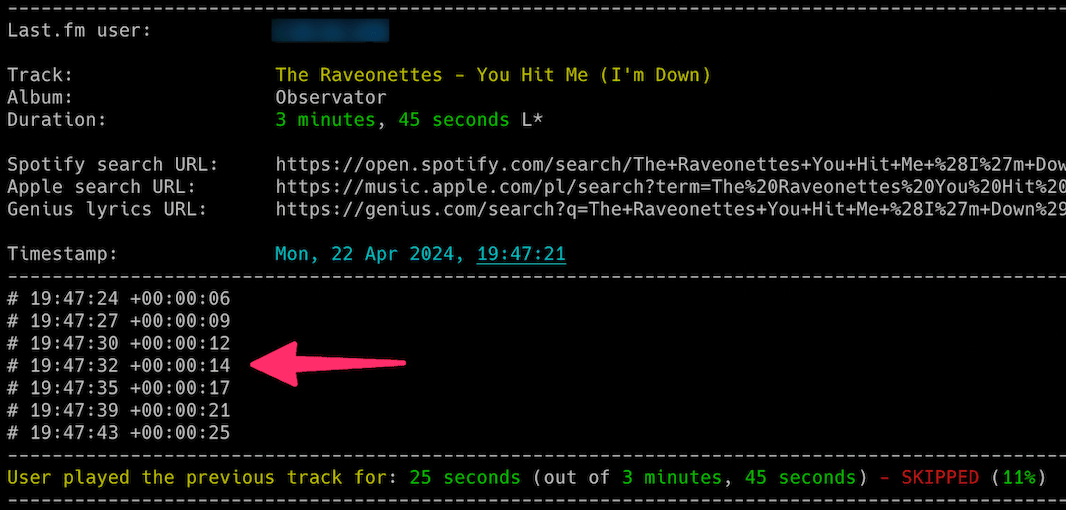 Last.fm user:
Track: The Raveonettes - You Hit Me (I'm Down)
Album: Observator
Duration: 3 minutes, 45 seconds L*
Spotify search URL: https://open.spotify.com/search/The+Raveonettes+You+Hit+Me+%28I%27m+Dow
Apple search URL: https://music.apple.com/pl/search?term=The%20Raveonettes%20You%20Hit%20
Genius lyrics URL: https://genius.com/search?q=The+Raveonettes+You+Hit+Me+%28I%27m+Down%29
Timestamp: Mon, 22 Apr 2024, 19:47:21
# 19:47:24 +00:00:06
# 19:47:27 +00:00:09
# 19:47:30 +00:00:12
# 19:47:32 +00:00:14
# 19:47:35 +00:00:17
# 19:47:39 +00:00:21
# 19:47:43 +00:00:25
User played the previous track for: 25 seconds (out of 3 minutes, 45 seconds) - SKIPPED (11%)